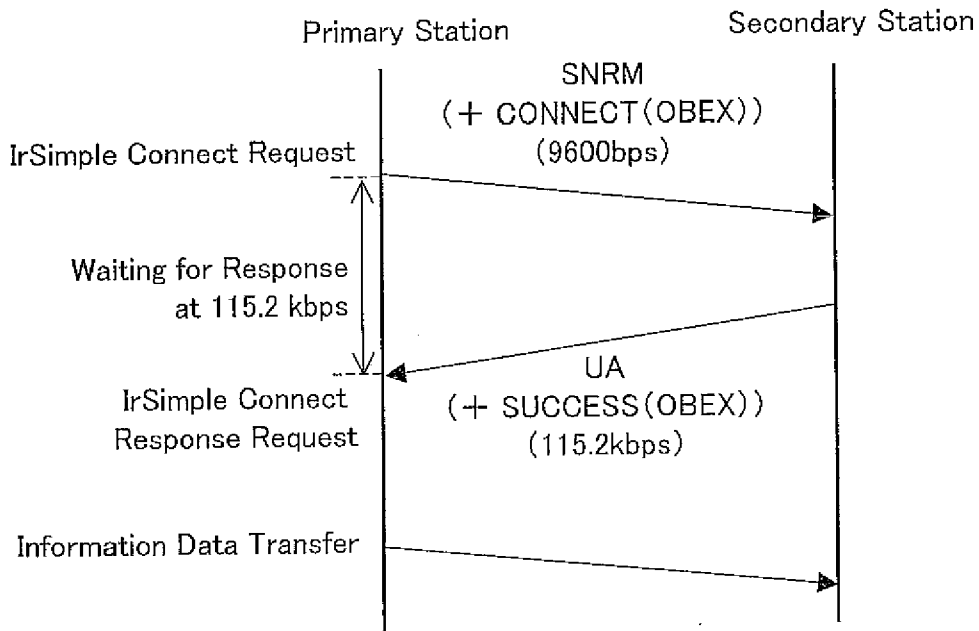 Primary Station
Secondary Station
SNRM
(+ CONNECT(OBEX))
(9600bps)
IrSimple Connect Request
Waiting for Response
at 115.2 kbps
UA
(+ SUCCESS(OBEX))
(115.2kbps)
IrSimple Connect
Response Request
Information Data Transfer